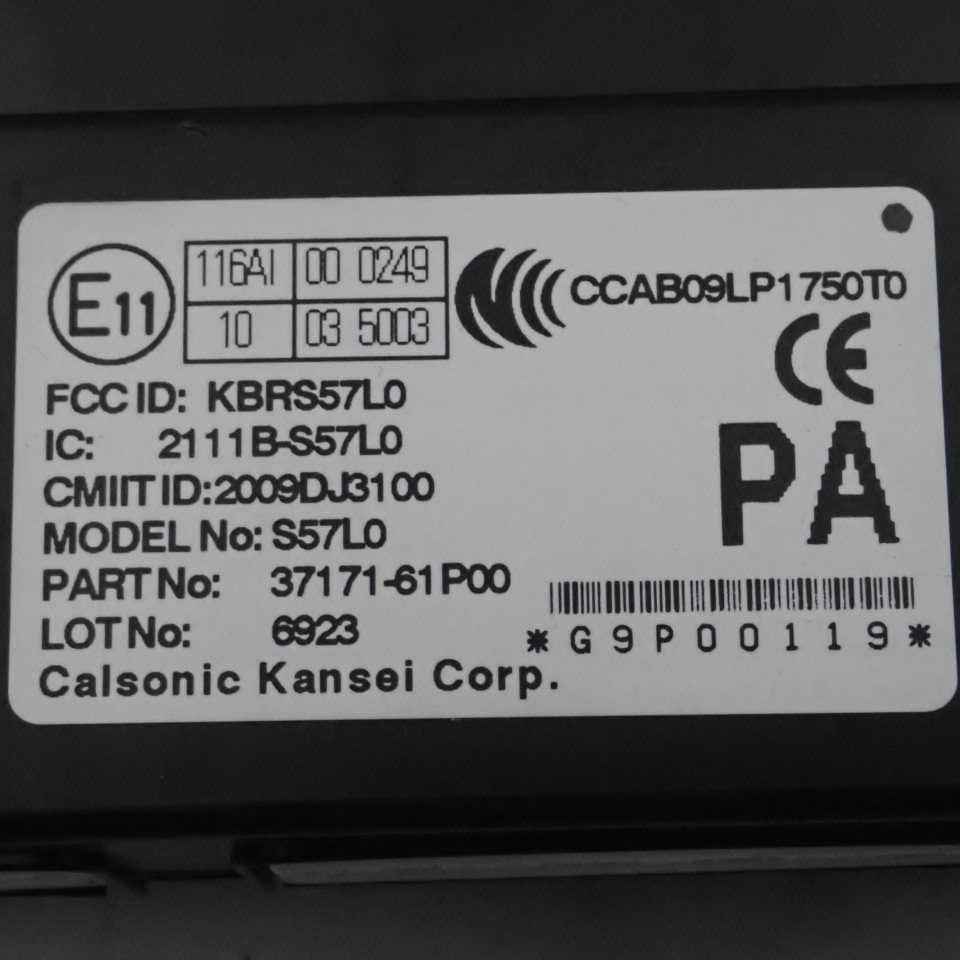 E11
116AI 00 0249
10 03 5003
CCAB09LP1750T0
CE
FCC ID: KBRS57L0
IC: 2111B-S57L0
CMIIT ID:2009DJ3100
MODEL No: S57L0
PA
PART No: 37171-61P00
LOT No: 6923
*G9P00119*
Calsonic Kansei Corp.